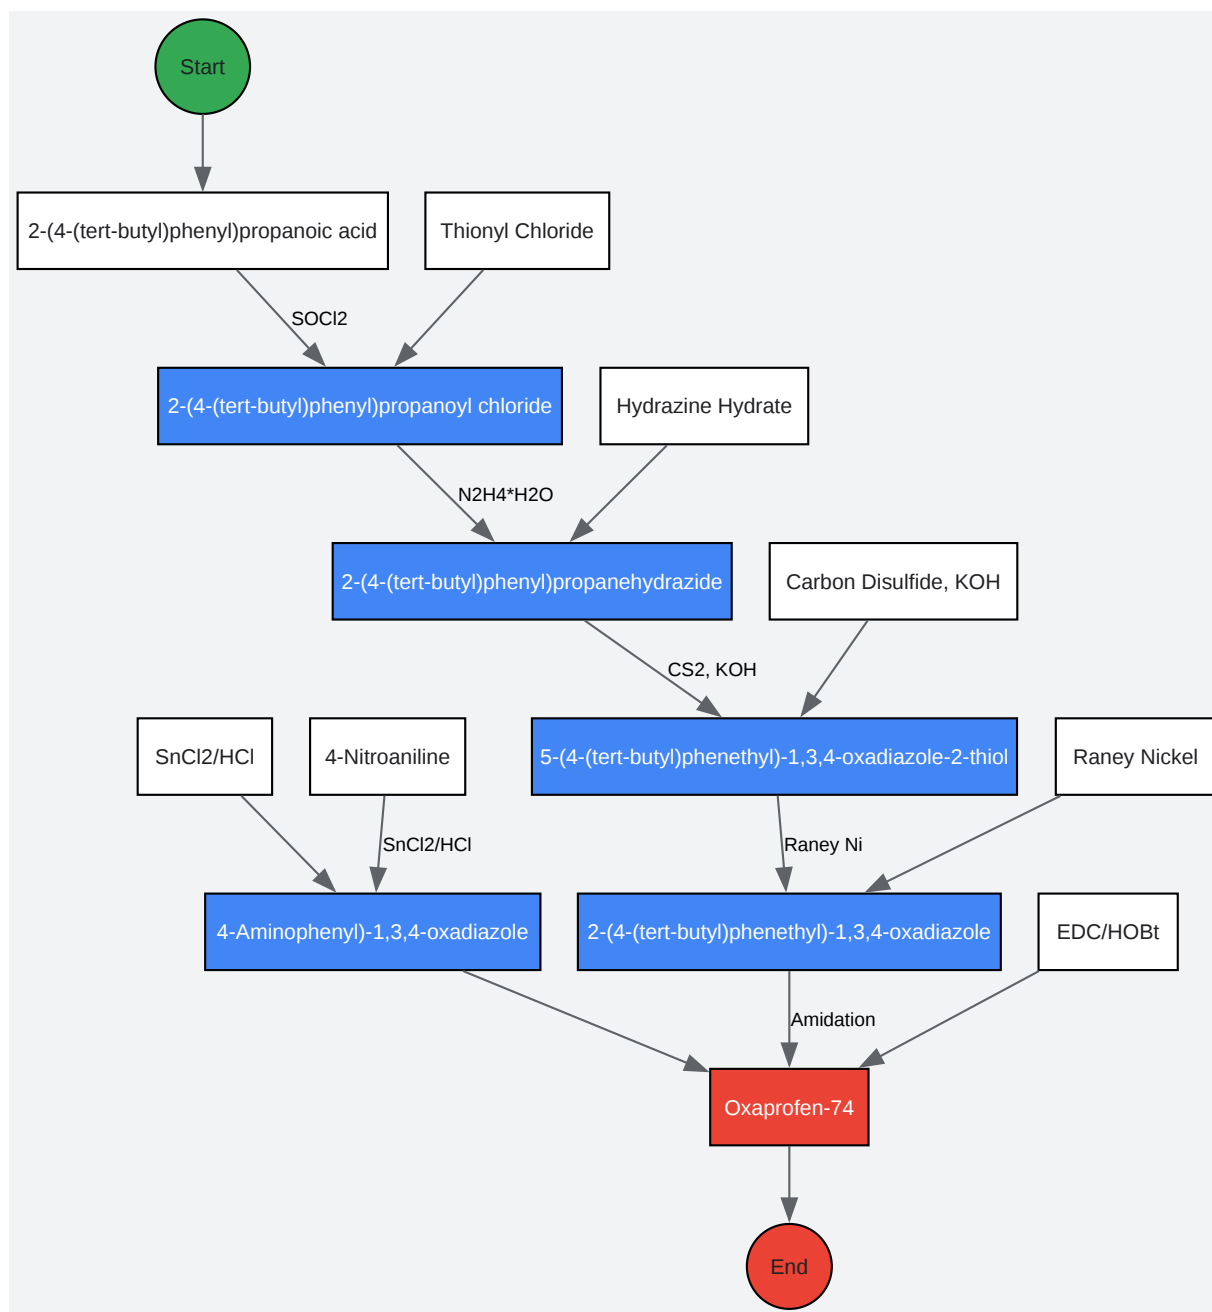 Start
2-(4-(tert-butyl)phenyl)propanoic acid
Thionyl Chloride
SOCl2
2-(4-(tert-butyl)phenyl)propanoyl chloride
Hydrazine Hydrate
N2H4*H2O
2-(4-(tert-butyl)phenyl)propanehydrazide
Carbon Disulfide, KOH
CS2, KOH
SnCl2/HCl
4-Nitroaniline
5-(4-(tert-butyl)phenethyl)-1,3,4-oxadiazole-2-thiol
Raney Nickel
SnCl2/HCl
Raney Ni
4-Aminophenyl)-1,3,4-oxadiazole
2-(4-(tert-butyl)phenethyl)-1,3,4-oxadiazole
EDC/HOBt
Amidation
Oxaprofen-74
End